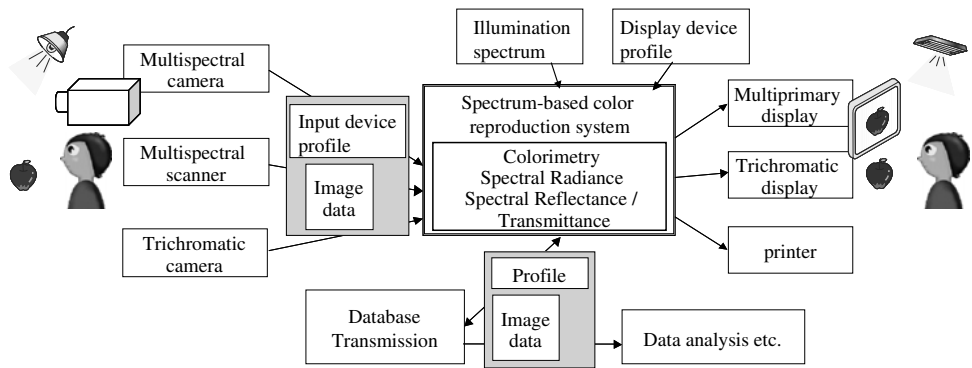 Illumination
spectrum
Display device
profile
Multispectral
camera
Input device
profile
Image
data
Multispectral
scanner
Trichromatic
camera
Spectrum-based color
reproduction system
Colorimetry
Spectral Radiance
Spectral Reflectance /
Transmittance
Multiprimary
display
Trichromatic
display
printer
Profile
Image
data
Database
Transmission
Data analysis etc.